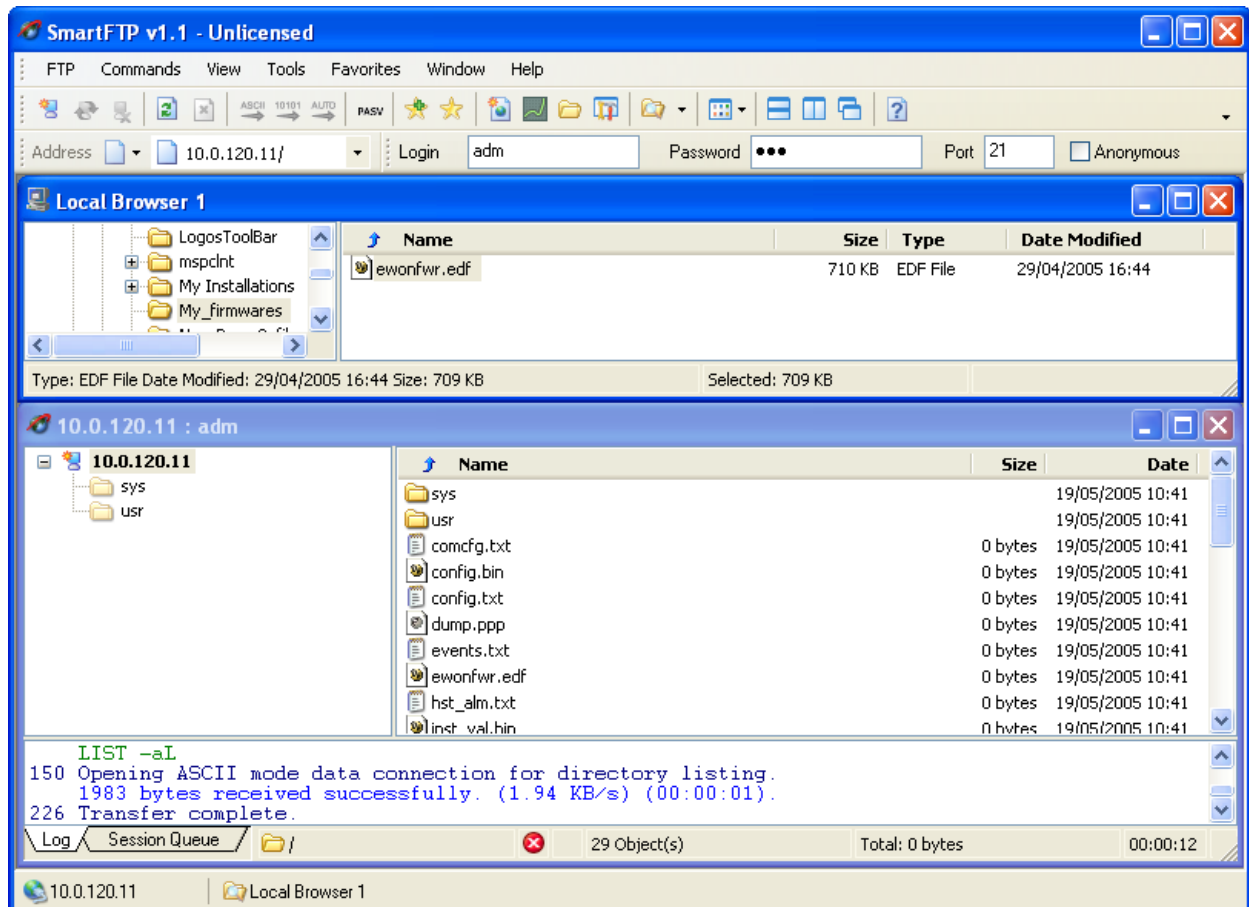 SmartFTP v1.1 - Unlicensed
FTP Commands View Tools Favorites Window Help
ASCII 10101 AUTO PASV
Address 10.0.120.11/ Login adm Password ●●● Port 21 Anonymous
Local Browser 1
LogosToolBar
mspclnt
My Installations
My_firmwares
Name Size Type Date Modified
ewonfwr.edf 710 KB EDF File 29/04/2005 16:44
Type: EDF File Date Modified: 29/04/2005 16:44 Size: 709 KB Selected: 709 KB
10.0.120.11 : adm
10.0.120.11
sys
usr
Name Size Date
sys 19/05/2005 10:41
usr 19/05/2005 10:41
comcfg.txt 0 bytes 19/05/2005 10:41
config.bin 0 bytes 19/05/2005 10:41
config.txt 0 bytes 19/05/2005 10:41
dump.ppp 0 bytes 19/05/2005 10:41
events.txt 0 bytes 19/05/2005 10:41
ewonfwr.edf 0 bytes 19/05/2005 10:41
hst_alm.txt 0 bytes 19/05/2005 10:41
inst_val.bin 0 bytes 19/05/2005 10:41
LIST -aL
150 Opening ASCII mode data connection for directory listing.
1983 bytes received successfully. (1.94 KB/s) (00:00:01).
226 Transfer complete.
Log Session Queue / 29 Object(s) Total: 0 bytes 00:00:12
10.0.120.11 Local Browser 1